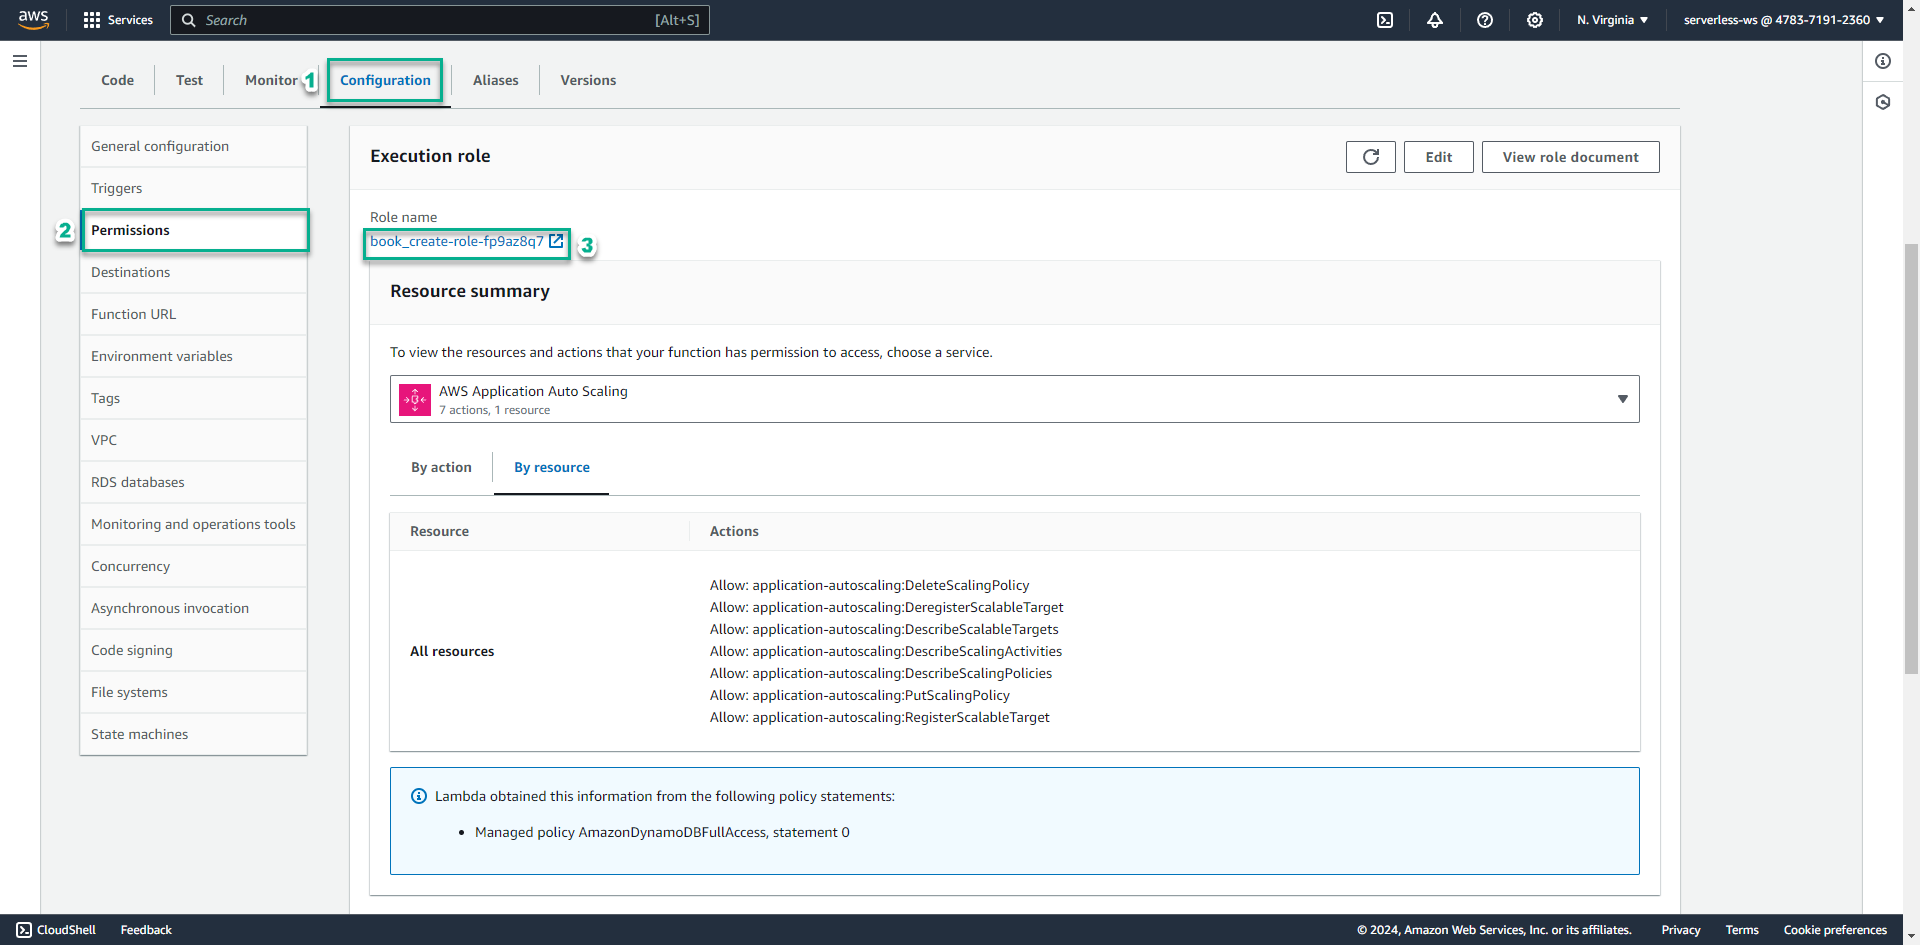 aws
Services
Search
[Alt+S]
N. Virginia
serverless-ws @ 4783-7191-2360
Code
Test
Monitor
1
Configuration
Aliases
Versions
General configuration
Triggers
2
Permissions
Destinations
Function URL
Environment variables
Tags
VPC
RDS databases
Monitoring and operations tools
Concurrency
Asynchronous invocation
Code signing
File systems
State machines
Execution role
Edit
View role document
Role name
book_create-role-fp9az8q7
3
Resource summary
To view the resources and actions that your function has permission to access, choose a service.
AWS Application Auto Scaling
7 actions, 1 resource
By action
By resource
Resource
Actions
All resources
Allow: application-autoscaling:DeleteScalingPolicy
Allow: application-autoscaling:DeregisterScalableTarget
Allow: application-autoscaling:DescribeScalableTargets
Allow: application-autoscaling:DescribeScalingActivities
Allow: application-autoscaling:DescribeScalingPolicies
Allow: application-autoscaling:PutScalingPolicy
Allow: application-autoscaling:RegisterScalableTarget
Lambda obtained this information from the following policy statements:
• Managed policy AmazonDynamoDBFullAccess, statement 0
CloudShell
Feedback
© 2024, Amazon Web Services, Inc. or its affiliates.
Privacy
Terms
Cookie preferences